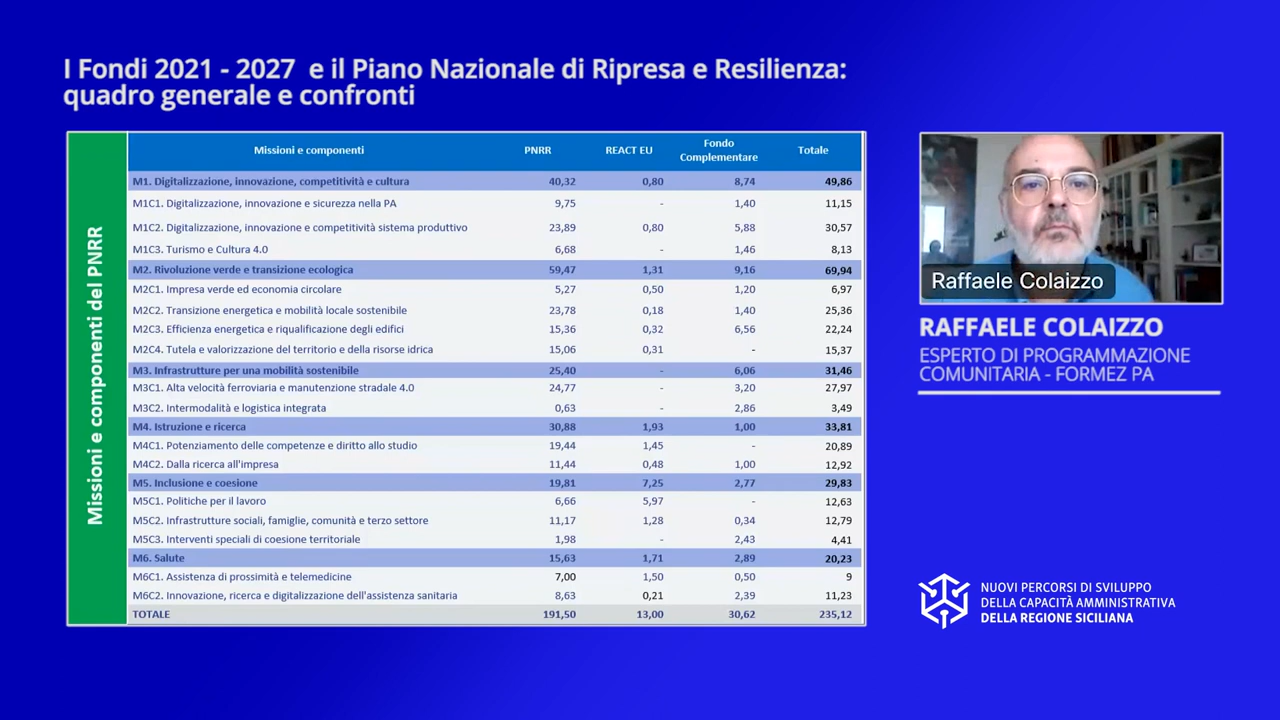 I Fondi 2021 - 2027 e il Piano Nazionale di Ripresa e Resilienza:
quadro generale e confronti
Missioni e componenti del PNRR
Missioni e componenti PNRR REACT EU Fondo Complementare Totale
M1. Digitalizzazione, innovazione, competitività e cultura 40,32 0,80 8,74 49,86
M1C1. Digitalizzazione, innovazione e sicurezza nella PA 9,75 - 1,40 11,15
M1C2. Digitalizzazione, innovazione e competitività sistema produttivo 23,89 0,80 5,88 30,57
M1C3. Turismo e Cultura 4.0 6,68 - 1,46 8,13
M2. Rivoluzione verde e transizione ecologica 59,47 1,31 9,16 69,94
M2C1. Impresa verde ed economia circolare 5,27 0,50 1,20 6,97
M2C2. Transizione energetica e mobilità locale sostenibile 23,78 0,18 1,40 25,36
M2C3. Efficienza energetica e riqualificazione degli edifici 15,36 0,32 6,56 22,24
M2C4. Tutela e valorizzazione del territorio e della risorse idrica 15,06 0,31 - 15,37
M3. Infrastrutture per una mobilità sostenibile 25,40 - 6,06 31,46
M3C1. Alta velocità ferroviaria e manutenzione stradale 4.0 24,77 - 3,20 27,97
M3C2. Intermodalità e logistica integrata 0,63 - 2,86 3,49
M4. Istruzione e ricerca 30,88 1,93 1,00 33,81
M4C1. Potenziamento delle competenze e diritto allo studio 19,44 1,45 - 20,89
M4C2. Dalla ricerca all'impresa 11,44 0,48 1,00 12,92
M5. Inclusione e coesione 19,81 7,25 2,77 29,83
M5C1. Politiche per il lavoro 6,66 5,97 - 12,63
M5C2. Infrastrutture sociali, famiglie, comunità e terzo settore 11,17 1,28 0,34 12,79
M5C3. Interventi speciali di coesione territoriale 1,98 - 2,43 4,41
M6. Salute 15,63 1,71 2,89 20,23
M6C1. Assistenza di prossimità e telemedicine 7,00 1,50 0,50 9
M6C2. Innovazione, ricerca e digitalizzazione dell'assistenza sanitaria 8,63 0,21 2,39 11,23
TOTALE 191,50 13,00 30,62 235,12
Raffaele Colaizzo
RAFFAELE COLAIZZO
ESPERTO DI PROGRAMMAZIONE
COMUNITARIA - FORMEZ PA
NUOVI PERCORSI DI SVILUPPO
DELLA CAPACITÀ AMMINISTRATIVA
DELLA REGIONE SICILIANA